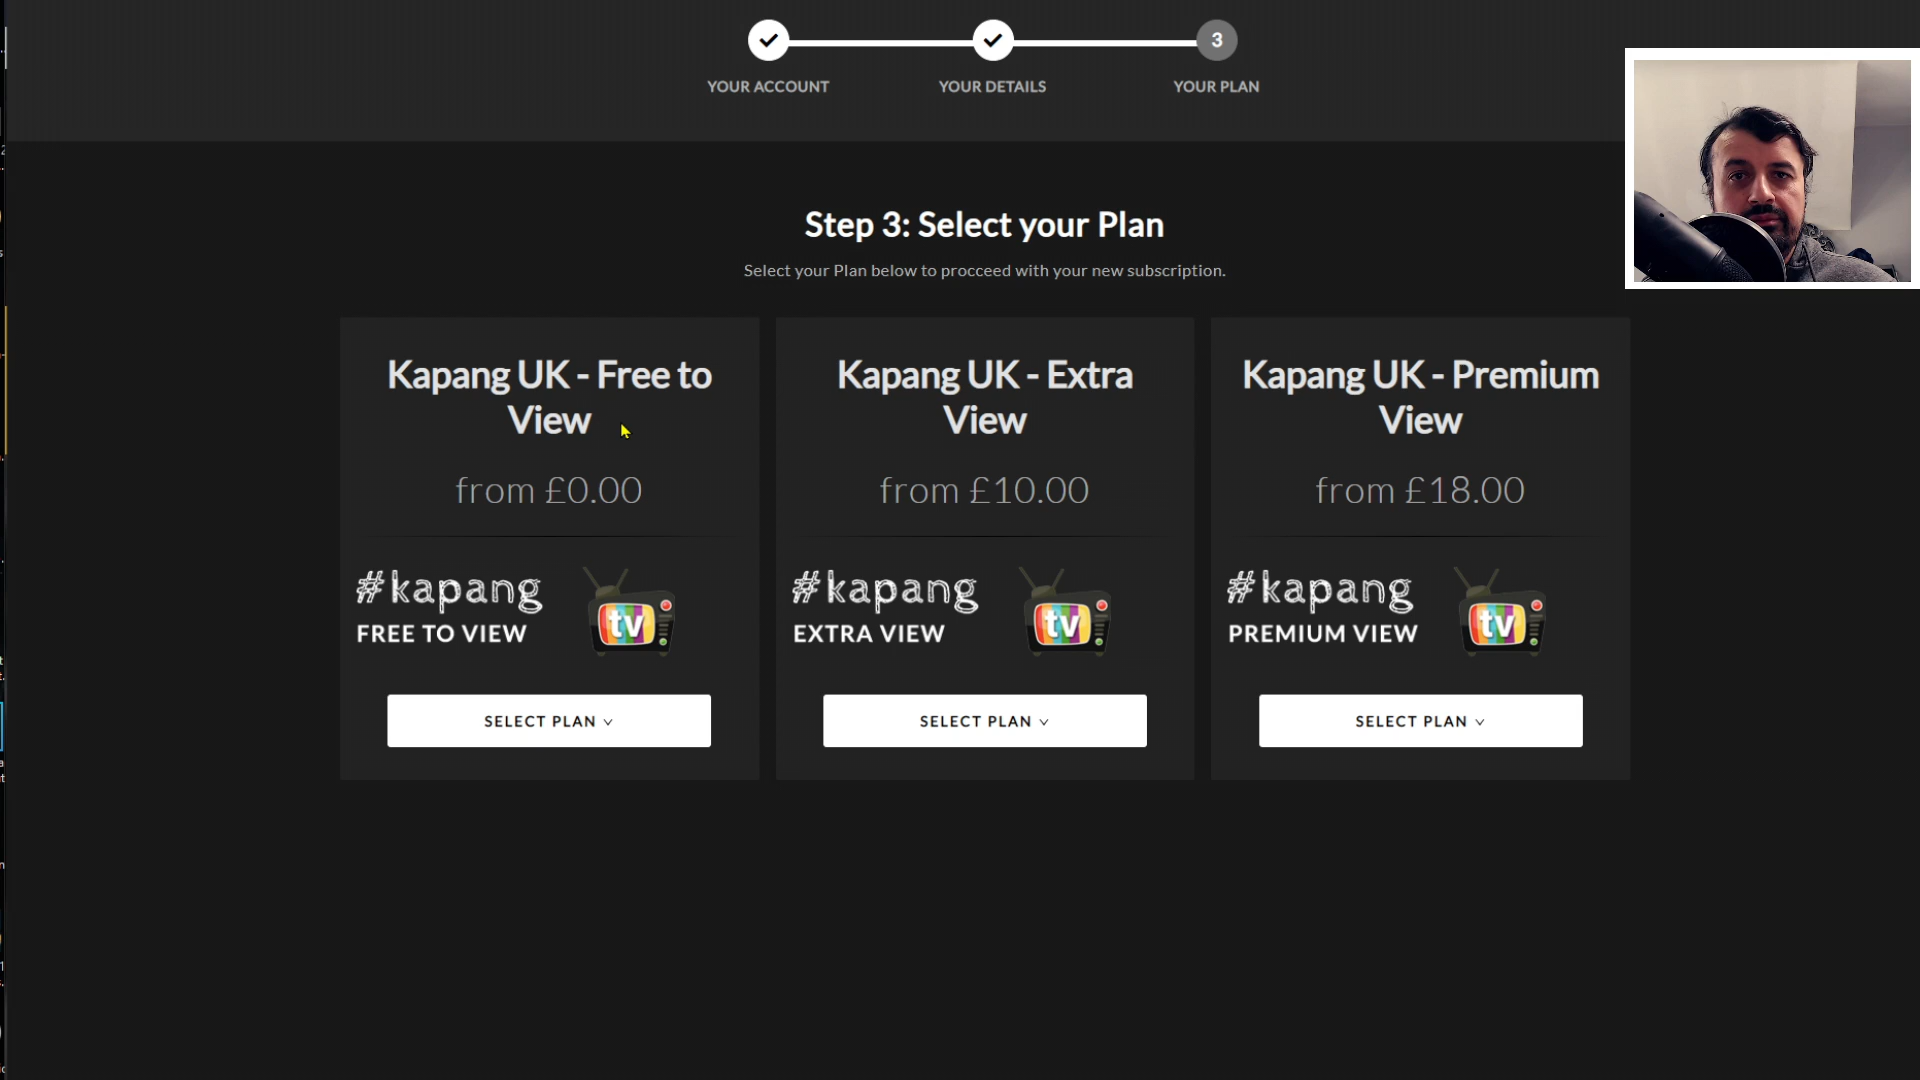 3
YOUR ACCOUNT
YOUR DETAILS
YOUR PLAN
Step 3: Select your Plan
Select your Plan below to procceed with your new subscription.
Kapang UK - Free to
View
from £0.00
#kapang
FREE TO VIEW
tv
SELECT PLAN
Kapang UK - Extra
View
from £10.00
#kapang
EXTRA VIEW
tv
SELECT PLAN
Kapang UK - Premium
View
from £18.00
#kapang
PREMIUM VIEW
tv
SELECT PLAN